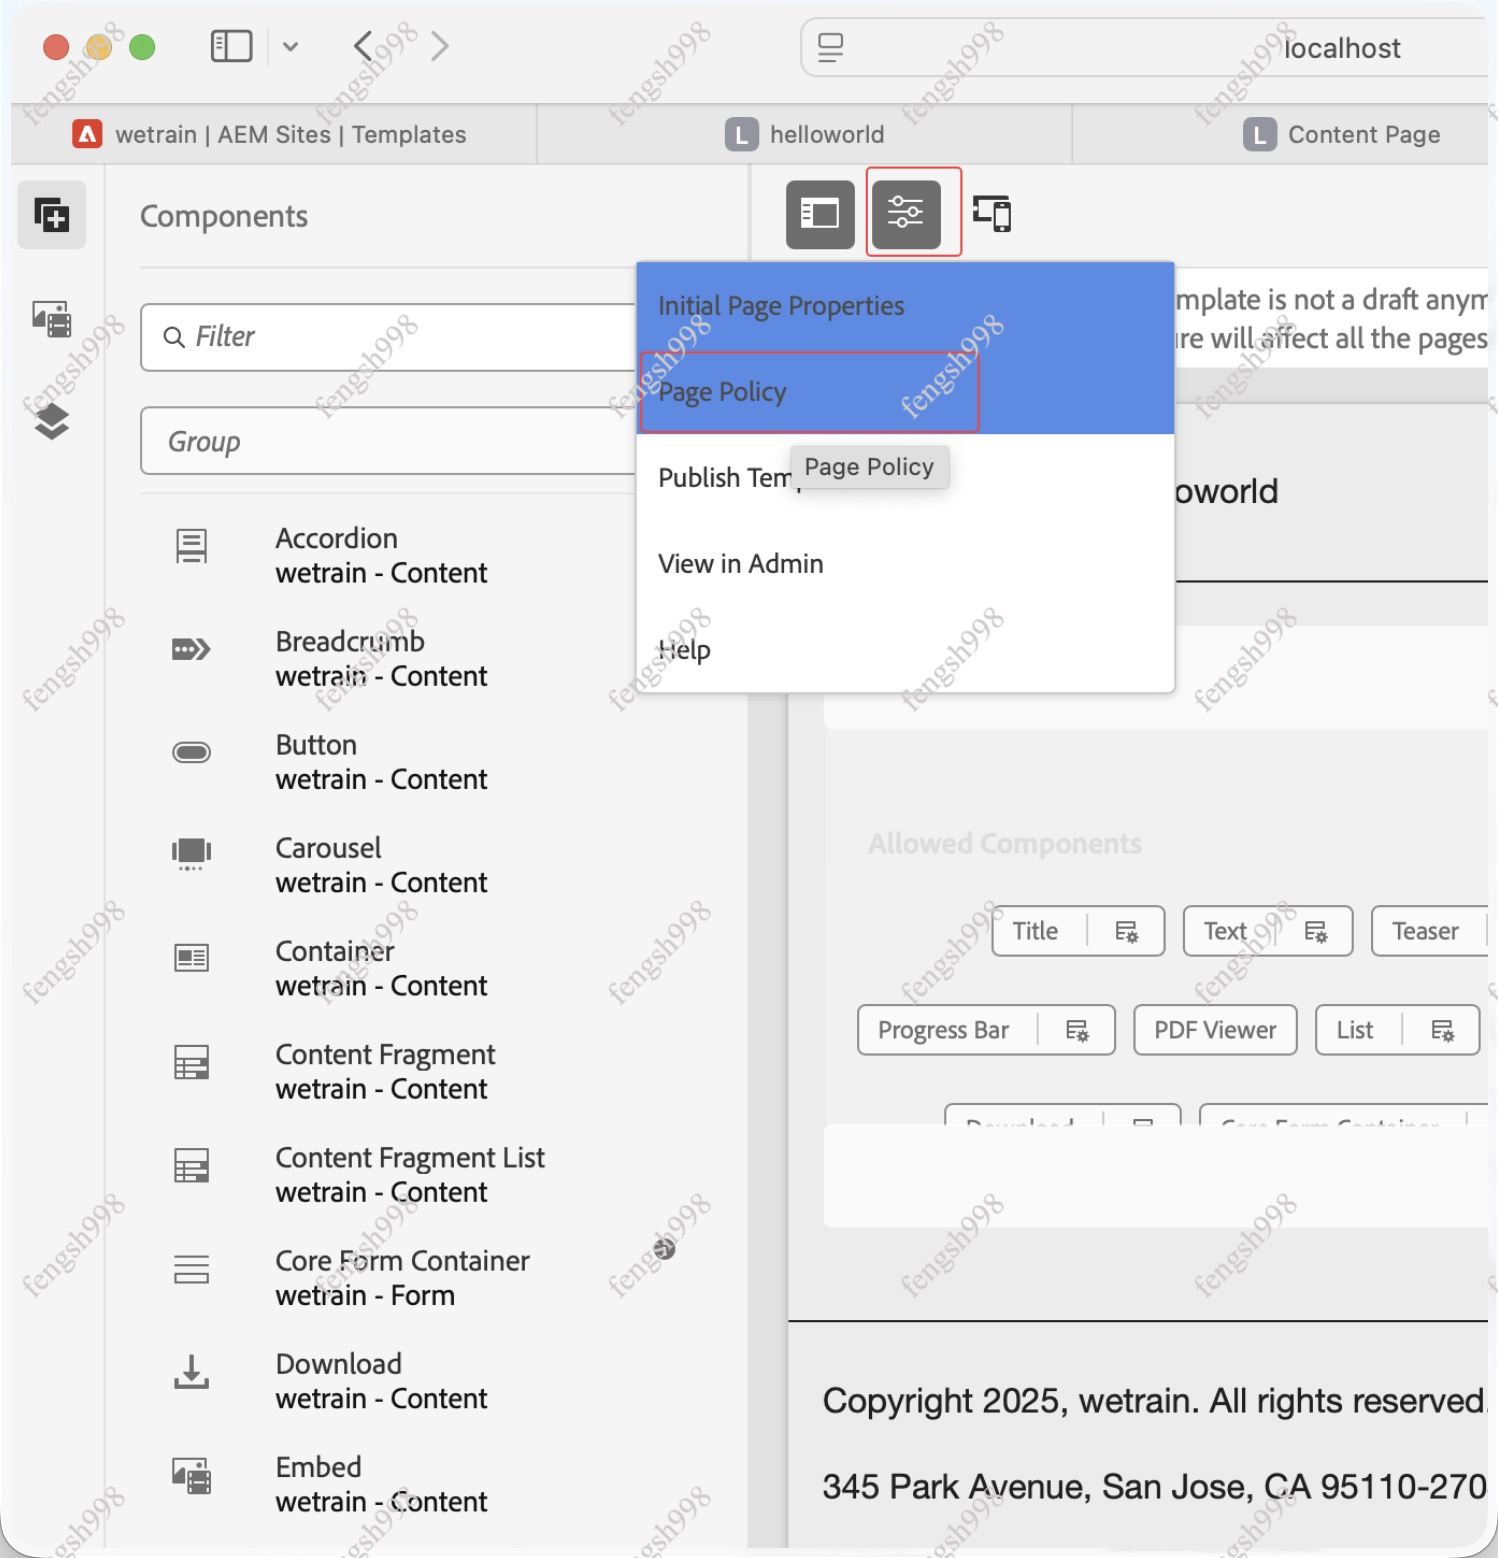 localhost
wetrain | AEM Sites | Templates
L helloworld
L Content Page
Components
Initial Page Properties
Page Policy
Publish Tem
Page Policy
View in Admin
Help
Filter
Group
mplate is not a draft anym
re will affect all the pages
oworld
Accordion
wetrain - Content
Breadcrumb
wetrain - Content
Button
wetrain - Content
Carousel
wetrain - Content
Container
wetrain - Content
Content Fragment
wetrain - Content
Content Fragment List
wetrain - Content
Core Form Container
wetrain - Form
Download
wetrain - Content
Embed
wetrain - Content
Allowed Components
Title
Text
Teaser
Progress Bar
PDF Viewer
List
Download
Core Form Container
Copyright 2025, wetrain. All rights reserved.
345 Park Avenue, San Jose, CA 95110-270
fengsh998